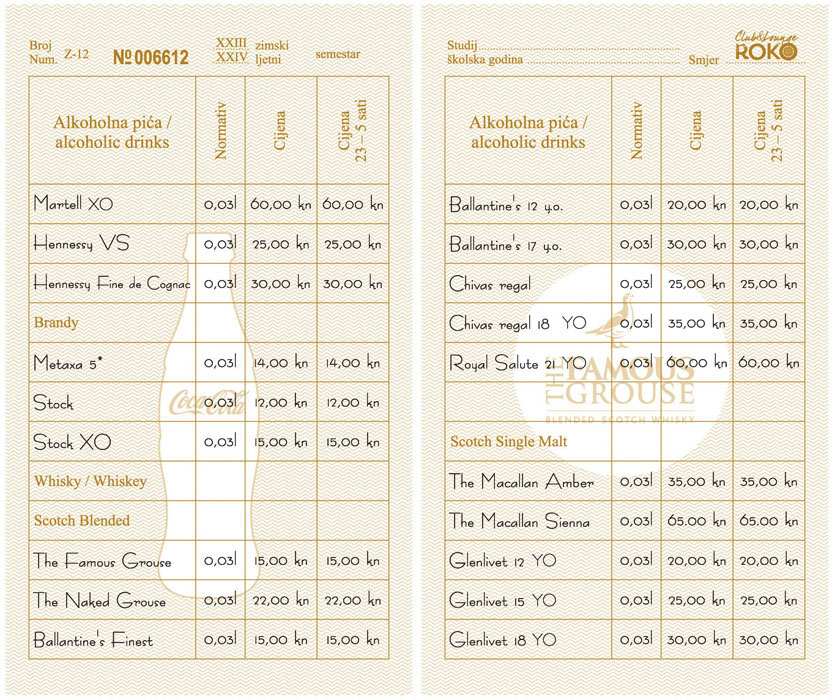 Broj Num. Z-12 № 006612 XXIII XXIV zimski ljetni semestar
Alkoholna pića / alcoholic drinks Normativ Cijena Cijena 23 – 5 sati
Martell XO 0,03l 60,00 kn 60,00 kn
Hennessy VS 0,03l 25,00 kn 25,00 kn
Hennessy Fine de Cognac 0,03l 30,00 kn 30,00 kn
Brandy
Metaxa 5* 0,03l 14,00 kn 14,00 kn
Stock 0,03l 12,00 kn 12,00 kn
Coca-Cola
Stock XO 0,03l 15,00 kn 15,00 kn
Whisky / Whiskey
Scotch Blended
The Famous Grouse 0,03l 15,00 kn 15,00 kn
The Naked Grouse 0,03l 22,00 kn 22,00 kn
Ballantine's Finest 0,03l 15,00 kn 15,00 kn
Studij
školska godina Smjer
Club&Lounge
ROKO
Alkoholna pića / alcoholic drinks Normativ Cijena Cijena 23 – 5 sati
Ballantine's 12 y.o. 0,03l 20,00 kn 20,00 kn
Ballantine's 17 y.o. 0,03l 30,00 kn 30,00 kn
Chivas regal 0,03l 25,00 kn 25,00 kn
Chivas regal 18 YO 0,03l 35,00 kn 35,00 kn
Royal Salute 21 YO 0,03l 60,00 kn 60,00 kn
THE FAMOUS
GROUSE
BLENDED SCOTCH WHISKY
Scotch Single Malt
The Macallan Amber 0,03l 35,00 kn 35,00 kn
The Macallan Sienna 0,03l 65.00 kn 65.00 kn
Glenlivet 12 YO 0,03l 20,00 kn 20,00 kn
Glenlivet 15 YO 0,03l 25,00 kn 25,00 kn
Glenlivet 18 YO 0,03l 30,00 kn 30,00 kn